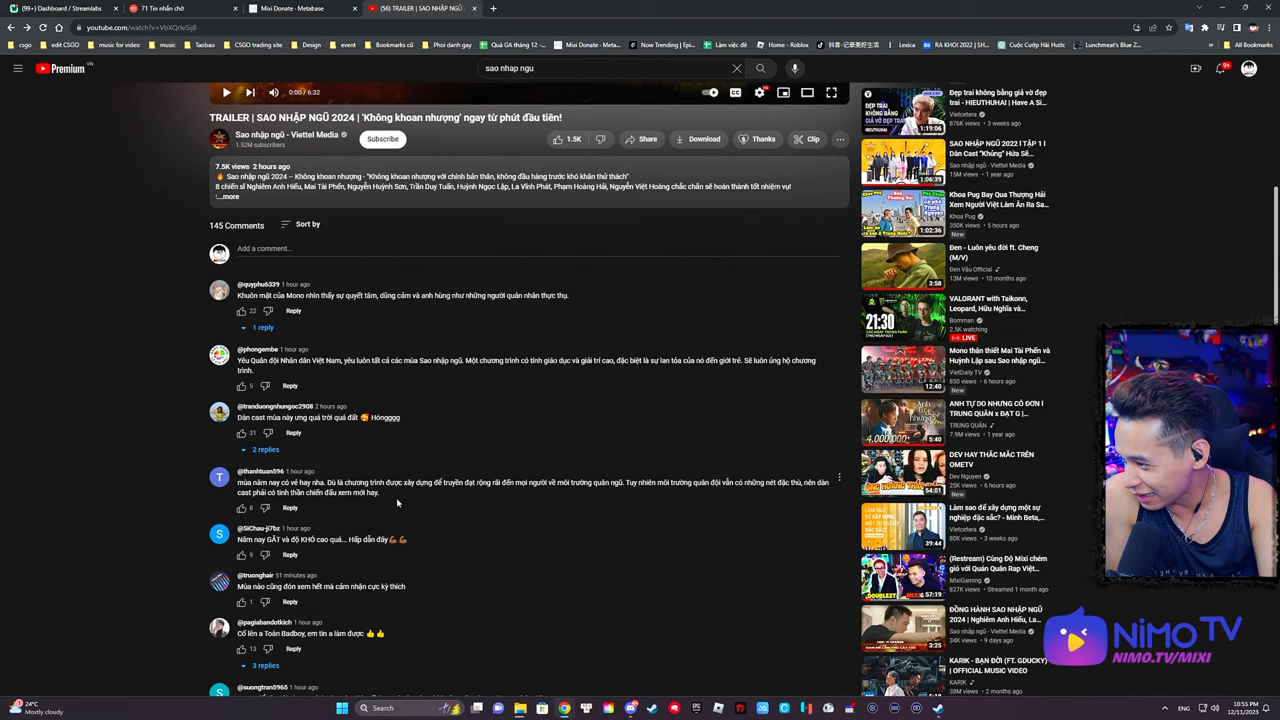 (99+) Dashboard / Streamlabs
71 Tin nhắn chờ
Mixi Donate - Metabase
(56) TRAILER | SAO NHẬP NGŨ
youtube.com/watch?v=VbXQrIeSij8
csgo
edit CSGO
music for video
music
Taobao
CSGO trading site
Design
event
Bookmarks cũ
Phoi danh gay
Quà GA tháng 12 -...
Mixi Donate - Meta...
Now Trending | Epi...
Làm việc đê
Home - Roblox
抖音-记录美好生活
Lexica
RA KHOI 2022 | SH...
Cuộc Cướp Hài Hước
Lunchmeat's Blue Z...
»
All Bookmarks
Premium VN
sao nhap ngu
9+
0:00 / 6:32
TRAILER | SAO NHẬP NGŨ 2024 | 'Không khoan nhượng' ngay từ phút đầu tiên!
Sao nhập ngũ - Viettel Media
1.52M subscribers
Subscribe
1.5K
Share
Download
Thanks
Clip
7.5K views 2 hours ago
Sao nhập ngũ 2024 – Không khoan nhượng - "Không khoan nhượng với chính bản thân, không đầu hàng trước khó khăn thử thách"
8 chiến sĩ Nghiêm Anh Hiếu, Mai Tài Phến, Nguyễn Huỳnh Sơn, Trần Duy Tuấn, Huỳnh Ngọc Lập, La Vĩnh Phát, Phạm Hoàng Hải, Nguyễn Việt Hoàng chắc chắn sẽ hoàn thành tốt nhiệm vụ!
...more
145 Comments
Sort by
Add a comment...
@quyphu6339 1 hour ago
Khuôn mặt của Mono nhìn thấy sự quyết tâm, dũng cảm và anh hùng như những người quân nhân thực thụ.
22 Reply
1 reply
@phongembe 1 hour ago
Yêu Quân đội Nhân dân Việt Nam, yêu luôn tất cả các mùa Sao nhập ngũ. Một chương trình có tính giáo dục và giải trí cao, đặc biệt là sự lan tỏa của nó đến giới trẻ. Sẽ luôn ủng hộ chương
trình.
5 Reply
@tranduongnhungoc2908 2 hours ago
Dàn cast mùa này ưng quá trời quá đất 🥰 Hóngggg
31 Reply
2 replies
@thanhtuan596 1 hour ago
mùa năm nay có vẻ hay nha. Dù là chương trình được xây dựng để truyền đạt rộng rãi đến mọi người về môi trường quân ngũ. Tuy nhiên môi trường quân đội vẫn có những nét đặc thù, nên dàn
cast phải có tinh thần chiến đấu xem mới hay.
8 Reply
@SiChau-ji7bz 1 hour ago
Năm nay GẮT và độ KHÓ cao quá... Hấp dẫn đây💪🏾💪🏾
9 Reply
@truonghair 51 minutes ago
Mùa nào cũng đón xem hết mà cảm nhận cực kỳ thích
1 Reply
@pagiabandotkich 1 hour ago
Cố lên a Toàn Badboy, em tin a làm được 👍👍
13 Reply
3 replies
@suongtran5965 1 hour ago
Đẹp trai không bằng giả vờ đẹp
trai - HIEUTHUHAI | Have A Si...
Vietcetera
876K views • 3 weeks ago
1:19:06
SAO NHẬP NGŨ 2022 l TẬP 1 l
Dàn Cast "Khủng" Hứa Sẽ...
Sao nhập ngũ - Viettel Media
15M views • 1 year ago
1:06:39
Khoa Pug Bay Qua Thượng Hải
Xem Người Việt Làm Ăn Ra Sa...
Khoa Pug
350K views • 5 hours ago
New
1:02:36
Đen - Luôn yêu đời ft. Cheng
(M/V)
Đen Vâu Official
13M views • 10 months ago
3:58
VALORANT with Taikonn,
Leopard, Hữu Nghĩa và...
Bomman
2.5K watching
LIVE
21:30
Mono thân thiết Mai Tài Phến và
Huỳnh Lập sau Sao nhập ngũ...
VietDaily TV
850 views • 6 hours ago
New
12:40
ANH TỰ DO NHƯNG CÔ ĐƠN l
TRUNG QUÂN x ĐẠT G |...
TRUNG QUÂN
7.9M views • 1 year ago
4,000,000+
5:40
DEV HAY THẮC MẮC TRÊN
OMETV
Dev Nguyen
526K views • 6 hours ago
New
54:01
Làm sao để xây dựng một sự
nghiệp đặc sắc? - Minh Beta,...
Vietcetera
80K views • 3 weeks ago
39:44
(Restream) Cùng Độ Mixi chém
gió với Quán Quân Rap Việt...
MixiGaming
827K views • Streamed 1 month ago
57:19
ĐỒNG HÀNH SAO NHẬP NGŨ
2024 | Nghiêm Anh Hiếu, La...
Sao nhập ngũ - Viettel Media
34K views • 9 days ago
3:25
KARIK - BẠN ĐỜI (FT. GDUCKY)
| OFFICIAL MUSIC VIDEO
KARIK
38M views • 2 months ago
NIMO TV
NIMO.TV/MIXI
24°C
Mostly cloudy
Search
ENG
10:55 PM
12/11/2023